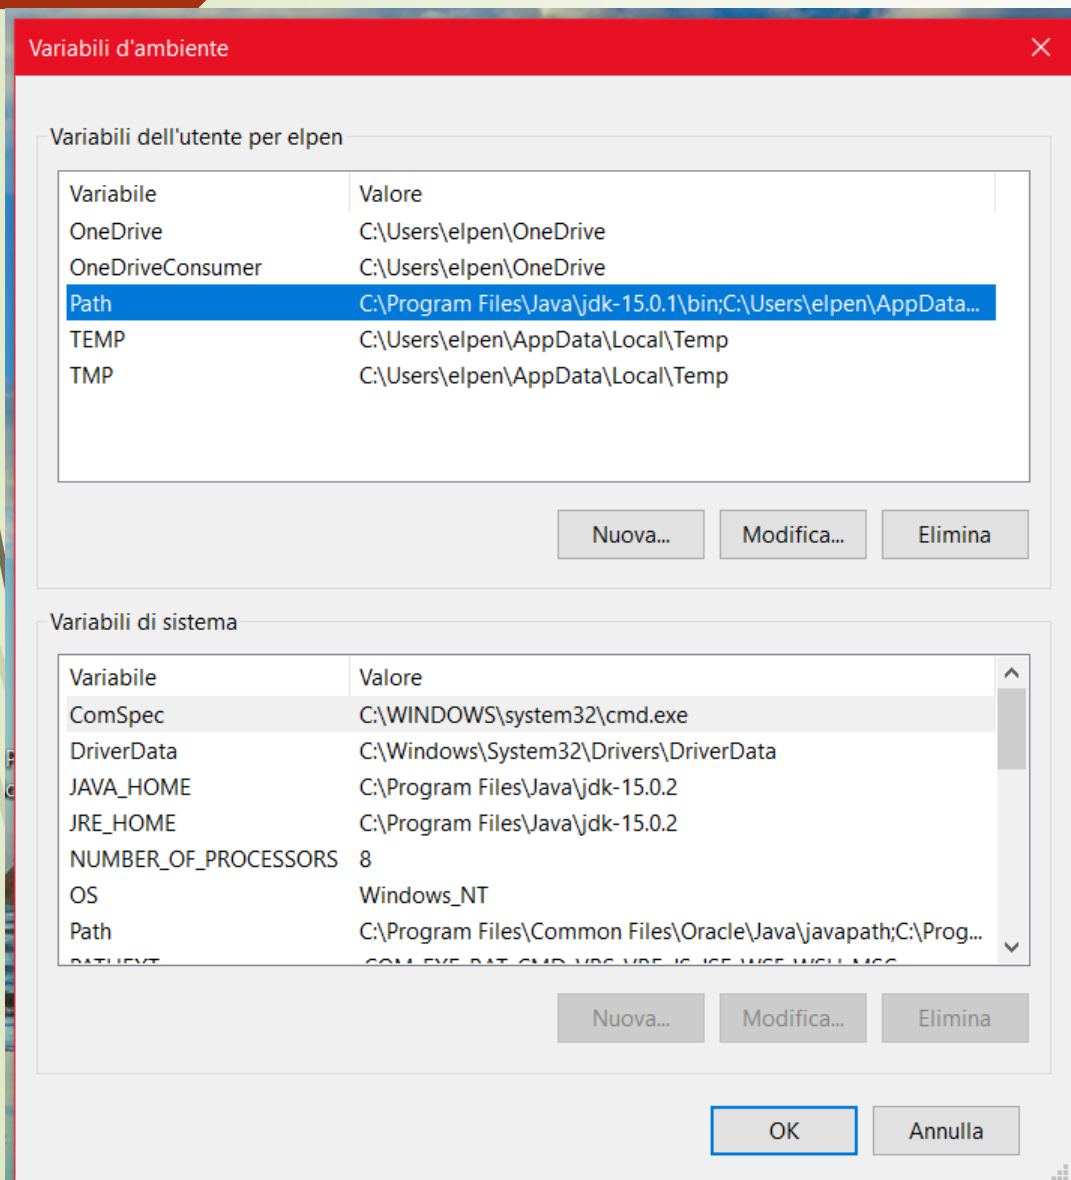 Variabili d'ambiente
Variabili dell'utente per elpen
Variabile Valore
OneDrive C:\Users\elpen\OneDrive
OneDriveConsumer C:\Users\elpen\OneDrive
Path C:\Program Files\Java\jdk-15.0.1\bin;C:\Users\elpen\AppData...
TEMP C:\Users\elpen\AppData\Local\Temp
TMP C:\Users\elpen\AppData\Local\Temp
Nuova... Modifica... Elimina
Variabili di sistema
Variabile Valore
ComSpec C:\WINDOWS\system32\cmd.exe
DriverData C:\Windows\System32\Drivers\DriverData
JAVA_HOME C:\Program Files\Java\jdk-15.0.2
JRE_HOME C:\Program Files\Java\jdk-15.0.2
NUMBER_OF_PROCESSORS 8
OS Windows_NT
Path C:\Program Files\Common Files\Oracle\Java\javapath;C:\Prog...
Nuova... Modifica... Elimina
OK Annulla